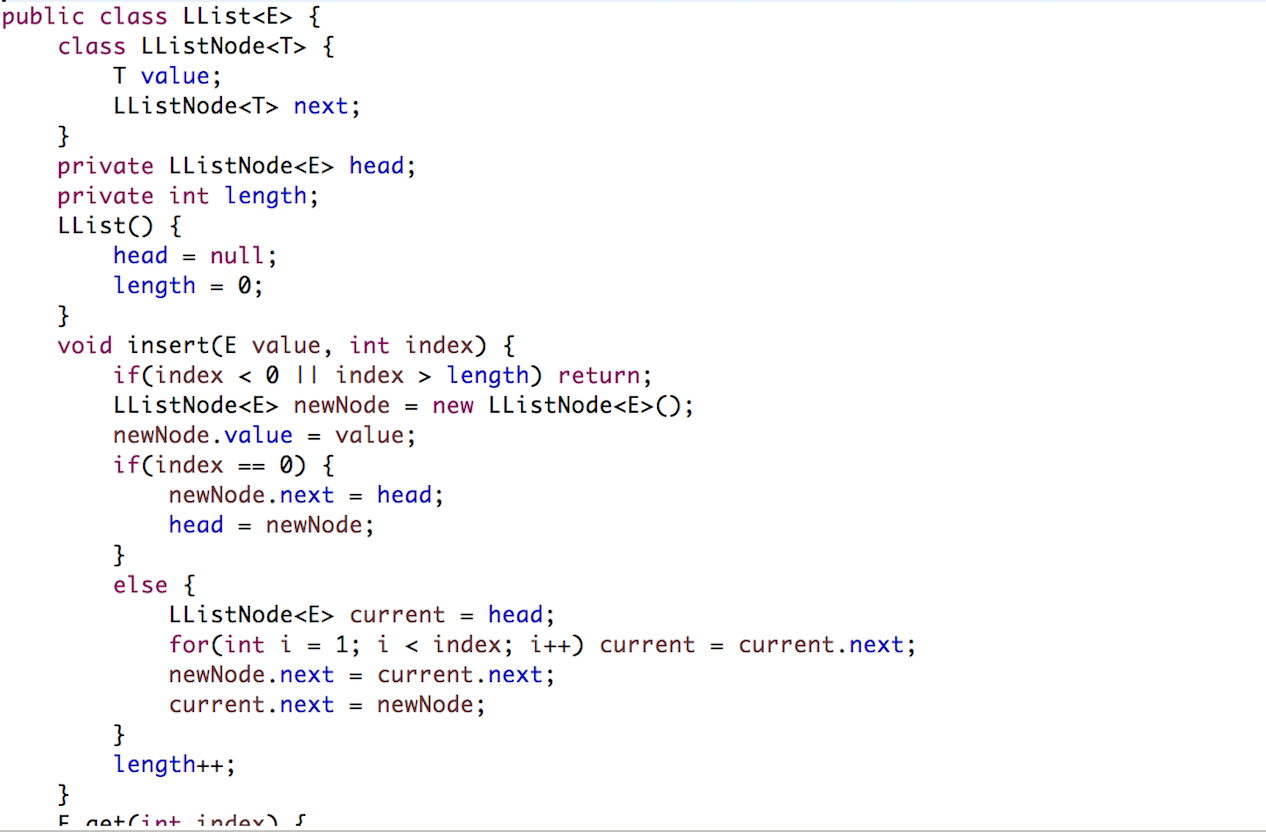 public class LList<E> {
    class LListNode<T> {
        T value;
        LListNode<T> next;
    }
    private LListNode<E> head;
    private int length;
    LList() {
        head = null;
        length = 0;
    }
    void insert(E value, int index) {
        if(index < 0 || index > length) return;
        LListNode<E> newNode = new LListNode<E>();
        newNode.value = value;
        if(index == 0) {
            newNode.next = head;
            head = newNode;
        }
        else {
            LListNode<E> current = head;
            for(int i = 1; i < index; i++) current = current.next;
            newNode.next = current.next;
            current.next = newNode;
        }
        length++;
    }
    E get(int index) {